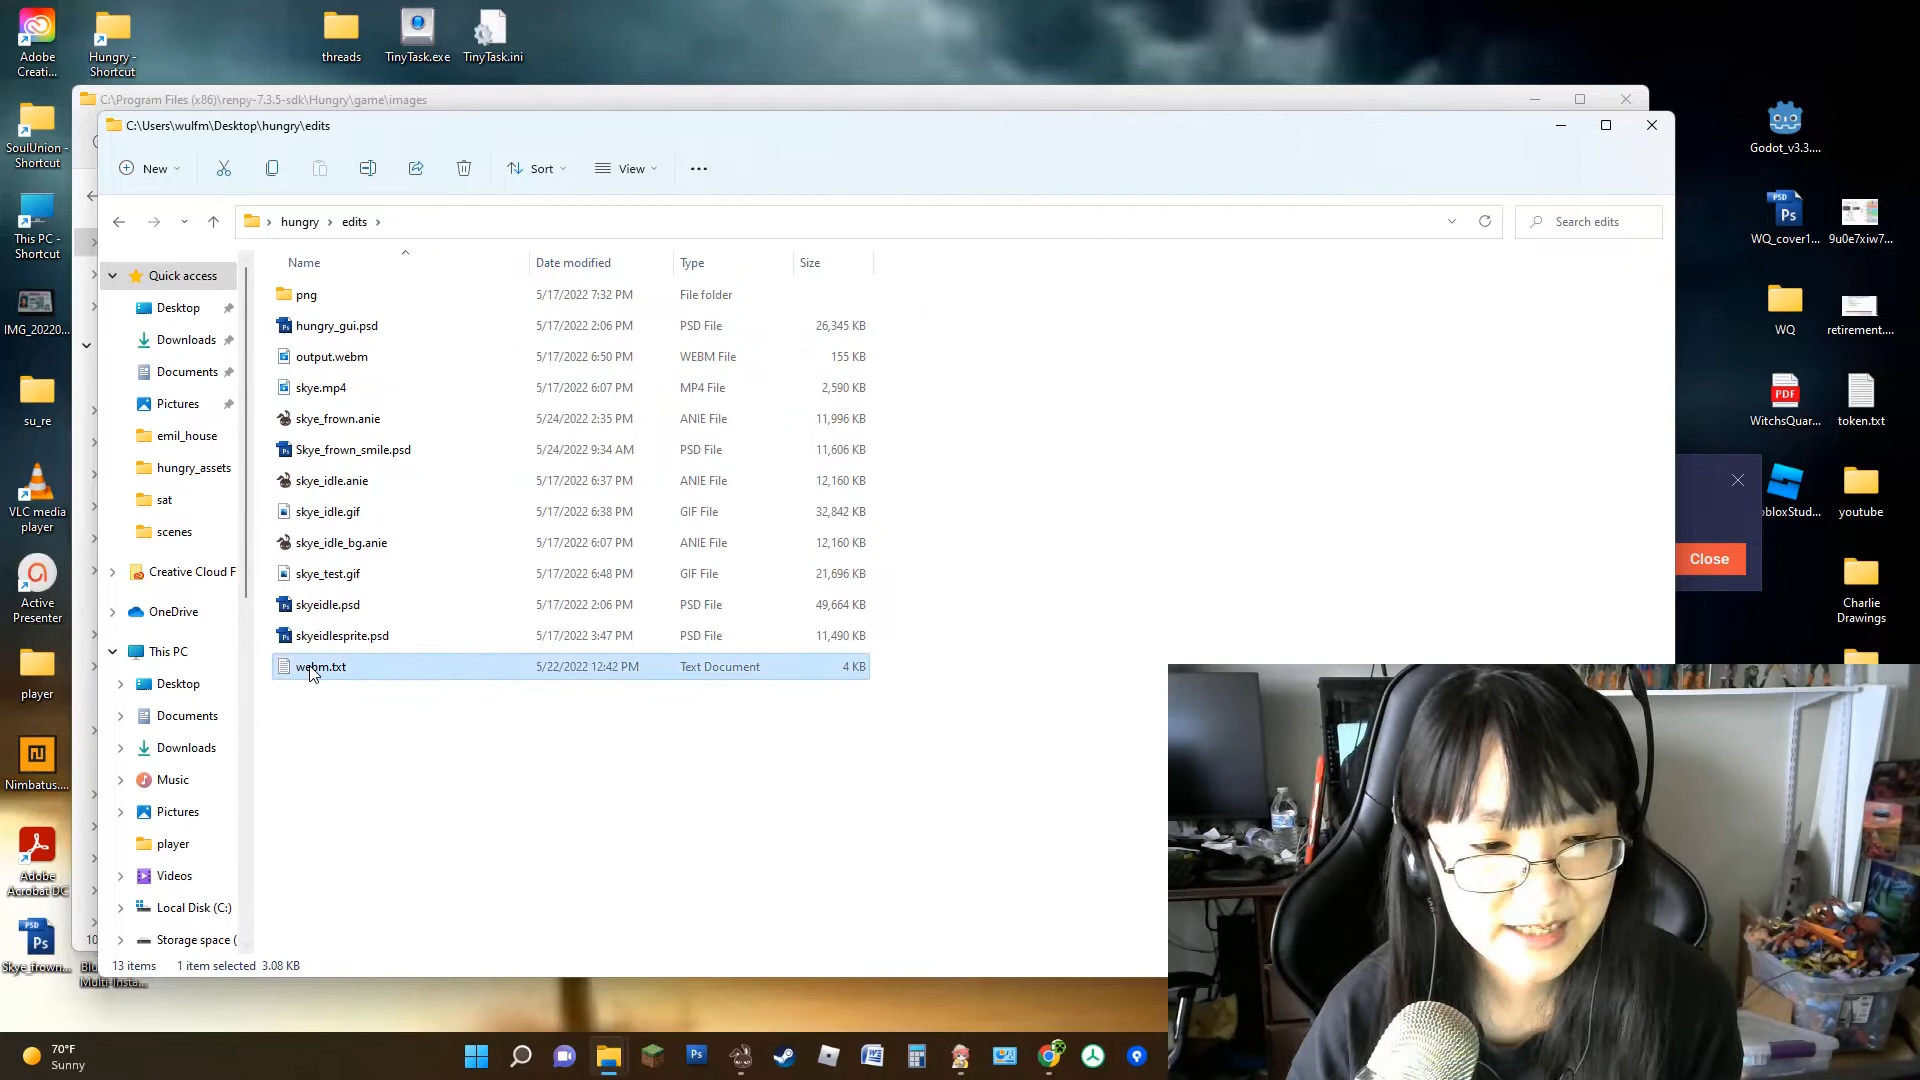 Adobe Creati...
Hungry - Shortcut
threads
TinyTask.exe
TinyTask.ini
C:\Program Files (x86)\renpy-7.3.5-sdk\Hungry\game\images
C:\Users\wulfm\Desktop\hungry\edits
New
Sort
View
hungry › edits ›
Search edits
Name Date modified Type Size
png 5/17/2022 7:32 PM File folder
hungry_gui.psd 5/17/2022 2:06 PM PSD File 26,345 KB
output.webm 5/17/2022 6:50 PM WEBM File 155 KB
skye.mp4 5/17/2022 6:07 PM MP4 File 2,590 KB
skye_frown.anie 5/24/2022 2:35 PM ANIE File 11,996 KB
Skye_frown_smile.psd 5/24/2022 9:34 AM PSD File 11,606 KB
skye_idle.anie 5/17/2022 6:37 PM ANIE File 12,160 KB
skye_idle.gif 5/17/2022 6:38 PM GIF File 32,842 KB
skye_idle_bg.anie 5/17/2022 6:07 PM ANIE File 12,160 KB
skye_test.gif 5/17/2022 6:48 PM GIF File 21,696 KB
skyeidle.psd 5/17/2022 2:06 PM PSD File 49,664 KB
skyeidlesprite.psd 5/17/2022 3:47 PM PSD File 11,490 KB
webm.txt 5/22/2022 12:42 PM Text Document 4 KB
Quick access
Desktop
Downloads
Documents
Pictures
emil_house
hungry_assets
sat
scenes
Creative Cloud F
OneDrive
This PC
Desktop
Documents
Downloads
Music
Pictures
player
Videos
Local Disk (C:)
Storage space (
13 items 1 item selected 3.08 KB
SoulUnion - Shortcut
This PC - Shortcut
IMG_20220...
su_re
VLC media player
Active Presenter
player
Nimbatus....
Adobe Acrobat DC
PSD
Ps
Skye_frown...
10
Blu
Multi-Insta...
Godot_v3.3....
PSD
Ps
WQ_cover1...
9u0e7xiw7...
WQ
retirement....
PDF
WitchsQuar...
token.txt
bloxStud...
youtube
Close
Charlie Drawings
70°F
Sunny
Ps